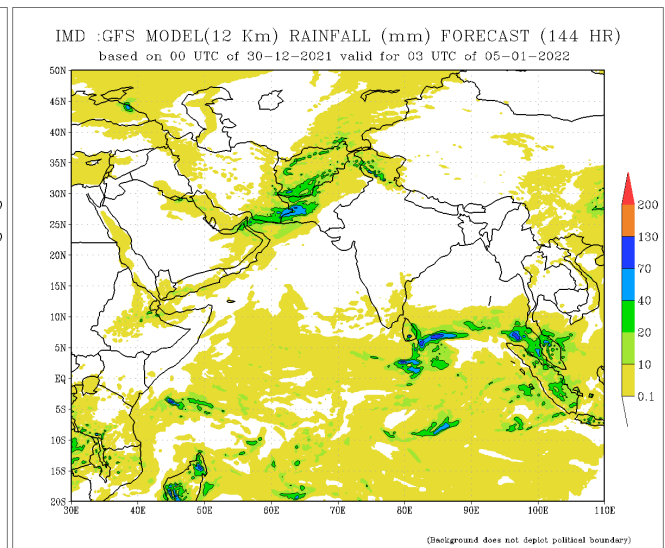 IMD :GFS MODEL(12 Km) RAINFALL (mm) FORECAST (144 HR)
based on 00 UTC of 30-12-2021 valid for 03 UTC of 05-01-2022
50N
45N
40N
35N
30N
25N
20N
15N
10N
5N
EQ
5S
10S
15S
20S
30E 40E 50E 60E 70E 80E 90E 100E 110E
200
130
70
40
20
10
0.1
(Background does not depict political boundary)